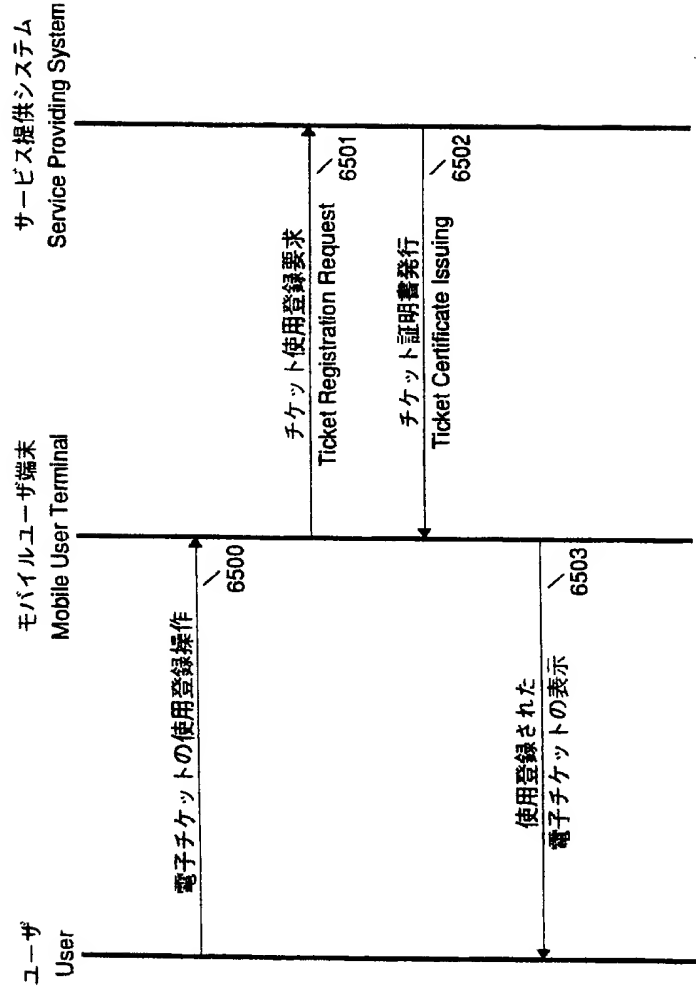 ユーザ
User
モバイルユーザ端末
Mobile User Terminal
サービス提供システム
Service Providing System
電子チケットの使用登録操作
6500
チケット使用登録要求
6501
Ticket Registration Request
チケット証明書発行
6502
Ticket Certificate Issuing
使用登録された
電子チケットの表示
6503